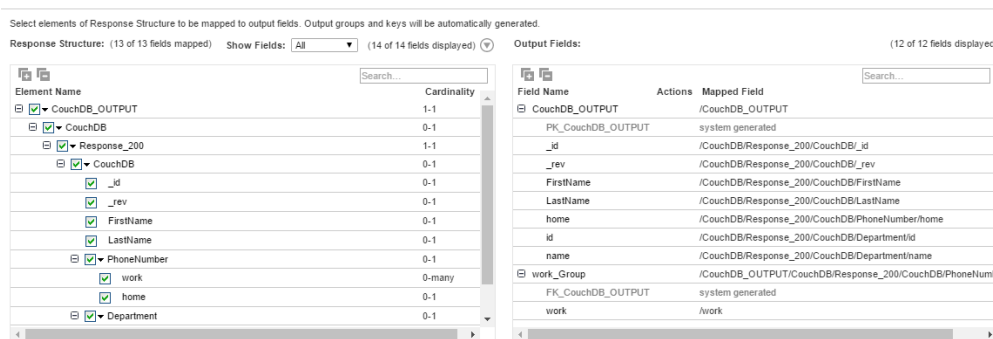 Select elements of Response Structure to be mapped to output fields. Output groups and keys will be automatically generated.
Response Structure: (13 of 13 fields mapped) Show Fields: All (14 of 14 fields displayed)
Output Fields: (12 of 12 fields displayed
Search...
Element Name Cardinality
CouchDB_OUTPUT 1-1
CouchDB 0-1
Response_200 1-1
CouchDB 0-1
_id 0-1
_rev 0-1
FirstName 0-1
LastName 0-1
PhoneNumber 0-1
work 0-many
home 0-1
Department 0-1
Search...
Field Name Actions Mapped Field
CouchDB_OUTPUT /CouchDB_OUTPUT
PK_CouchDB_OUTPUT system generated
_id /CouchDB/Response_200/CouchDB/_id
_rev /CouchDB/Response_200/CouchDB/_rev
FirstName /CouchDB/Response_200/CouchDB/FirstName
LastName /CouchDB/Response_200/CouchDB/LastName
home /CouchDB/Response_200/CouchDB/PhoneNumber/home
id /CouchDB/Response_200/CouchDB/Department/id
name /CouchDB/Response_200/CouchDB/Department/name
work_Group /CouchDB_OUTPUT/CouchDB/Response_200/CouchDB/PhoneNum
FK_CouchDB_OUTPUT system generated
work /work